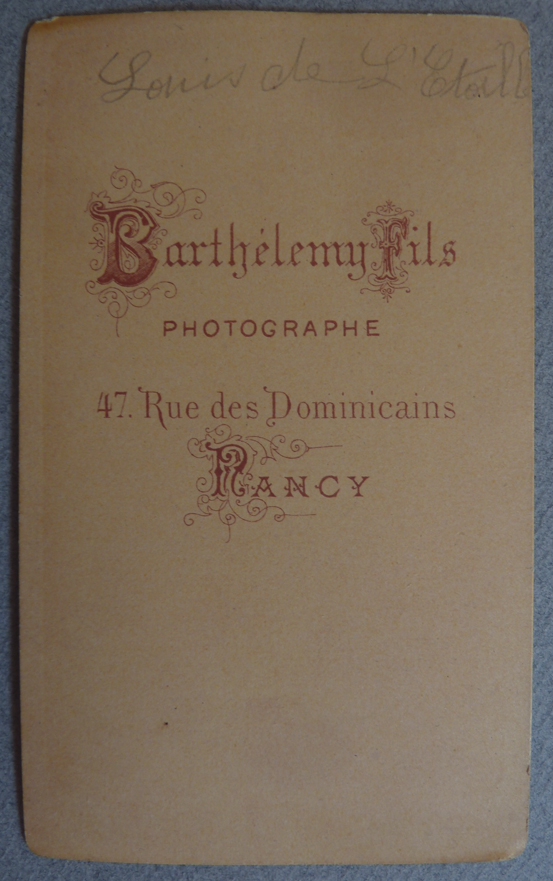 Louis de L'Etoille
Barthélemy Fils
PHOTOGRAPHE
47. Rue des Dominicains
NANCY